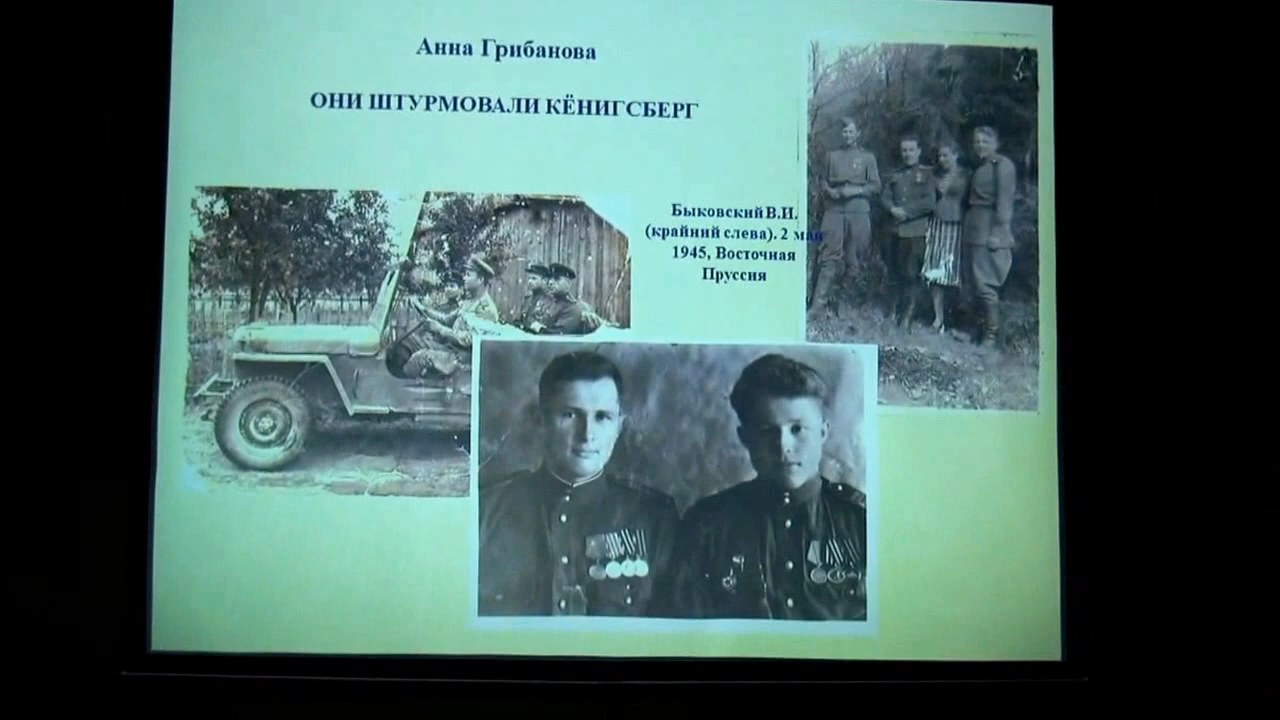 Анна Грибанова
ОНИ ШТУРМОВАЛИ КЁНИГСБЕРГ
Быковский В.И.
(крайний слева). 2 мая
1945, Восточная
Пруссия